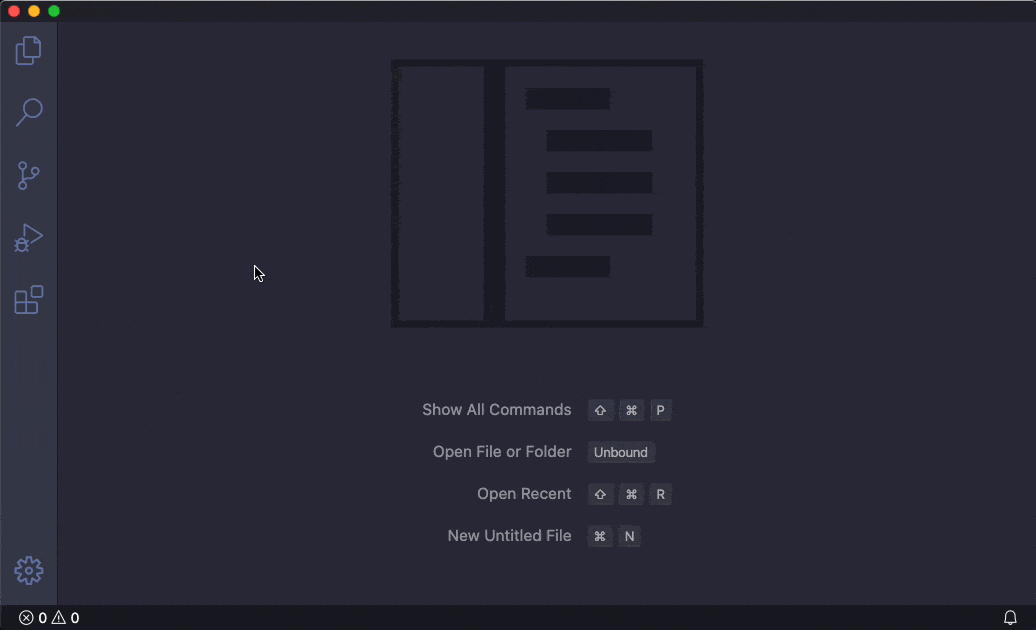 Show All Commands ⇧ ⌘ P
Open File or Folder Unbound
Open Recent ⇧ ⌘ R
New Untitled File ⌘ N
0 0